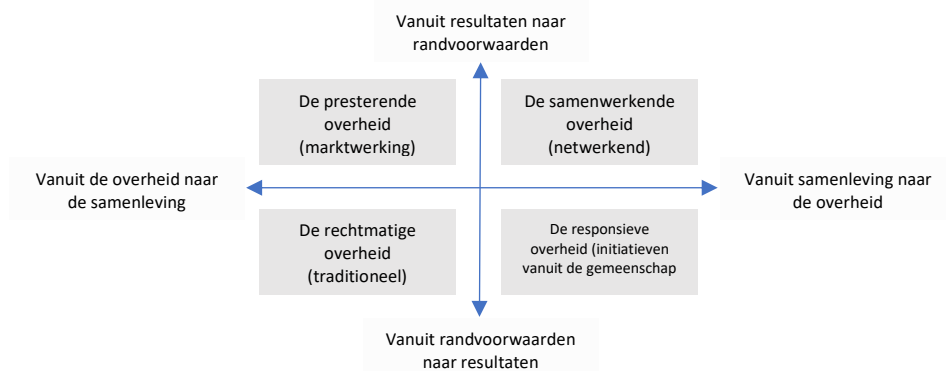 Vanuit resultaten naar
randvoorwaarden
De presterende
overheid
(marktwerking)
De samenwerkende
overheid
(netwerkend)
Vanuit de overheid naar
de samenleving
Vanuit samenleving naar
de overheid
De rechtmatige
overheid
(traditioneel)
De responsieve
overheid (initiatieven
vanuit de gemeenschap
Vanuit randvoorwaarden
naar resultaten